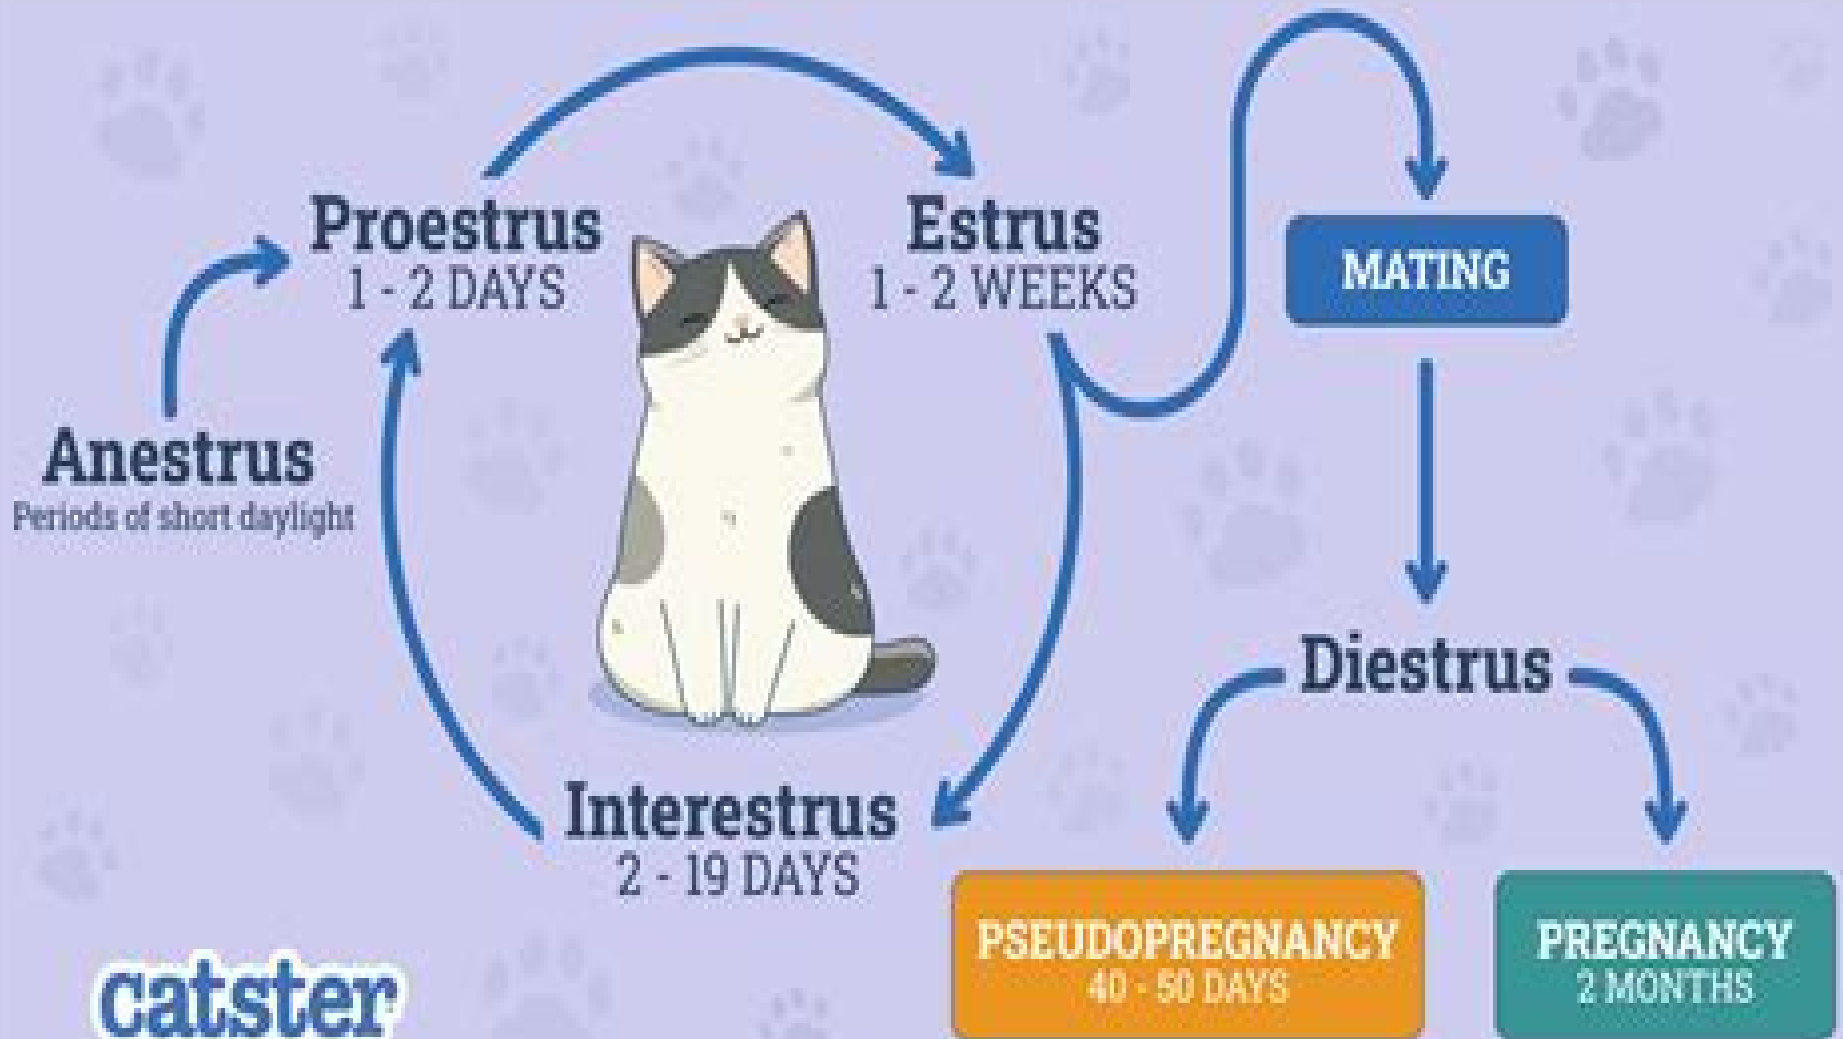 Proestrus
1 - 2 DAYS
Estrus
1 - 2 WEEKS
MATING
Anestrus
Periods of short daylight
Diestrus
Interestrus
2 - 19 DAYS
PSEUDOPREGNANCY
40 - 50 DAYS
PREGNANCY
2 MONTHS
catster